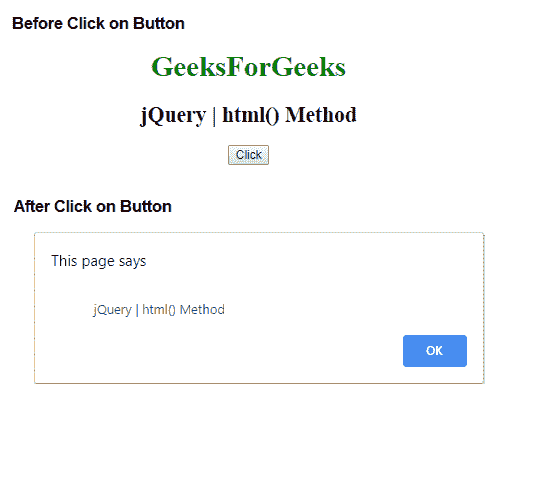 Before Click on Button
GeeksForGeeks
jQuery | html() Method
Click
After Click on Button
This page says
jQuery | html() Method
OK